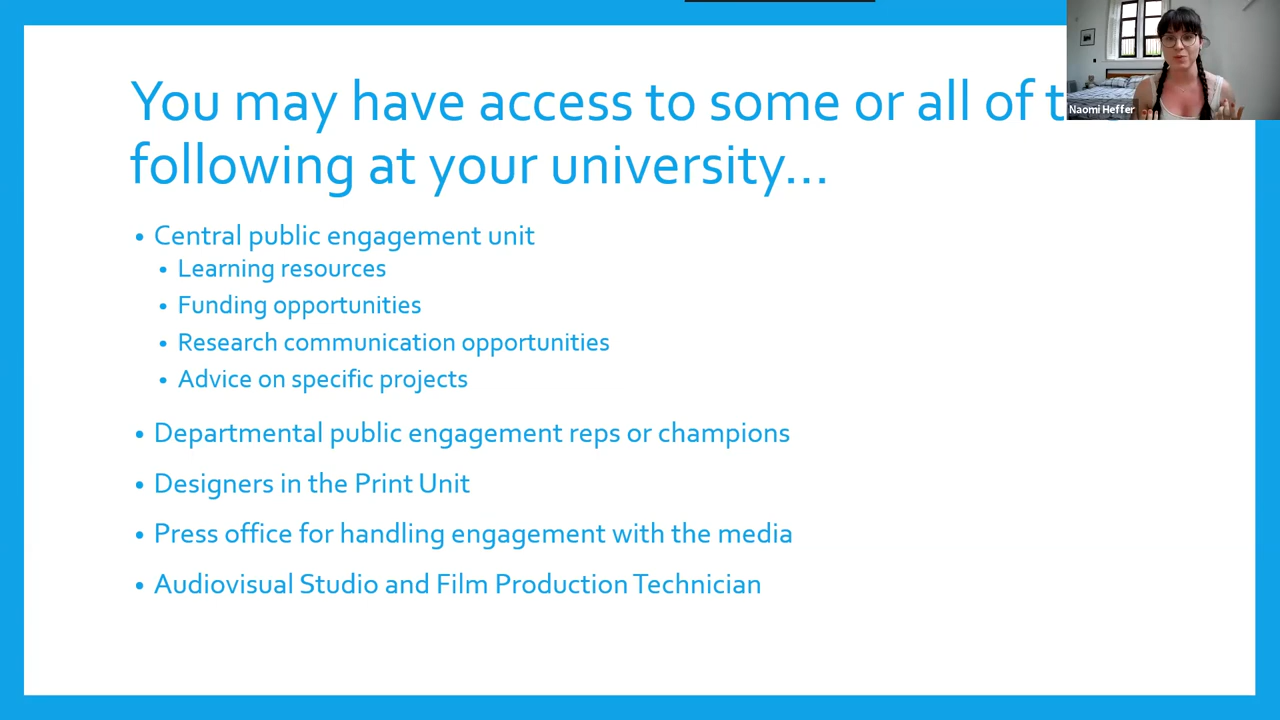 You may have access to some or all of
following at your university...
Naomi Heffer
• Central public engagement unit
• Learning resources
• Funding opportunities
• Research communication opportunities
• Advice on specific projects
• Departmental public engagement reps or champions
• Designers in the Print Unit
• Press office for handling engagement with the media
• Audiovisual Studio and Film Production Technician